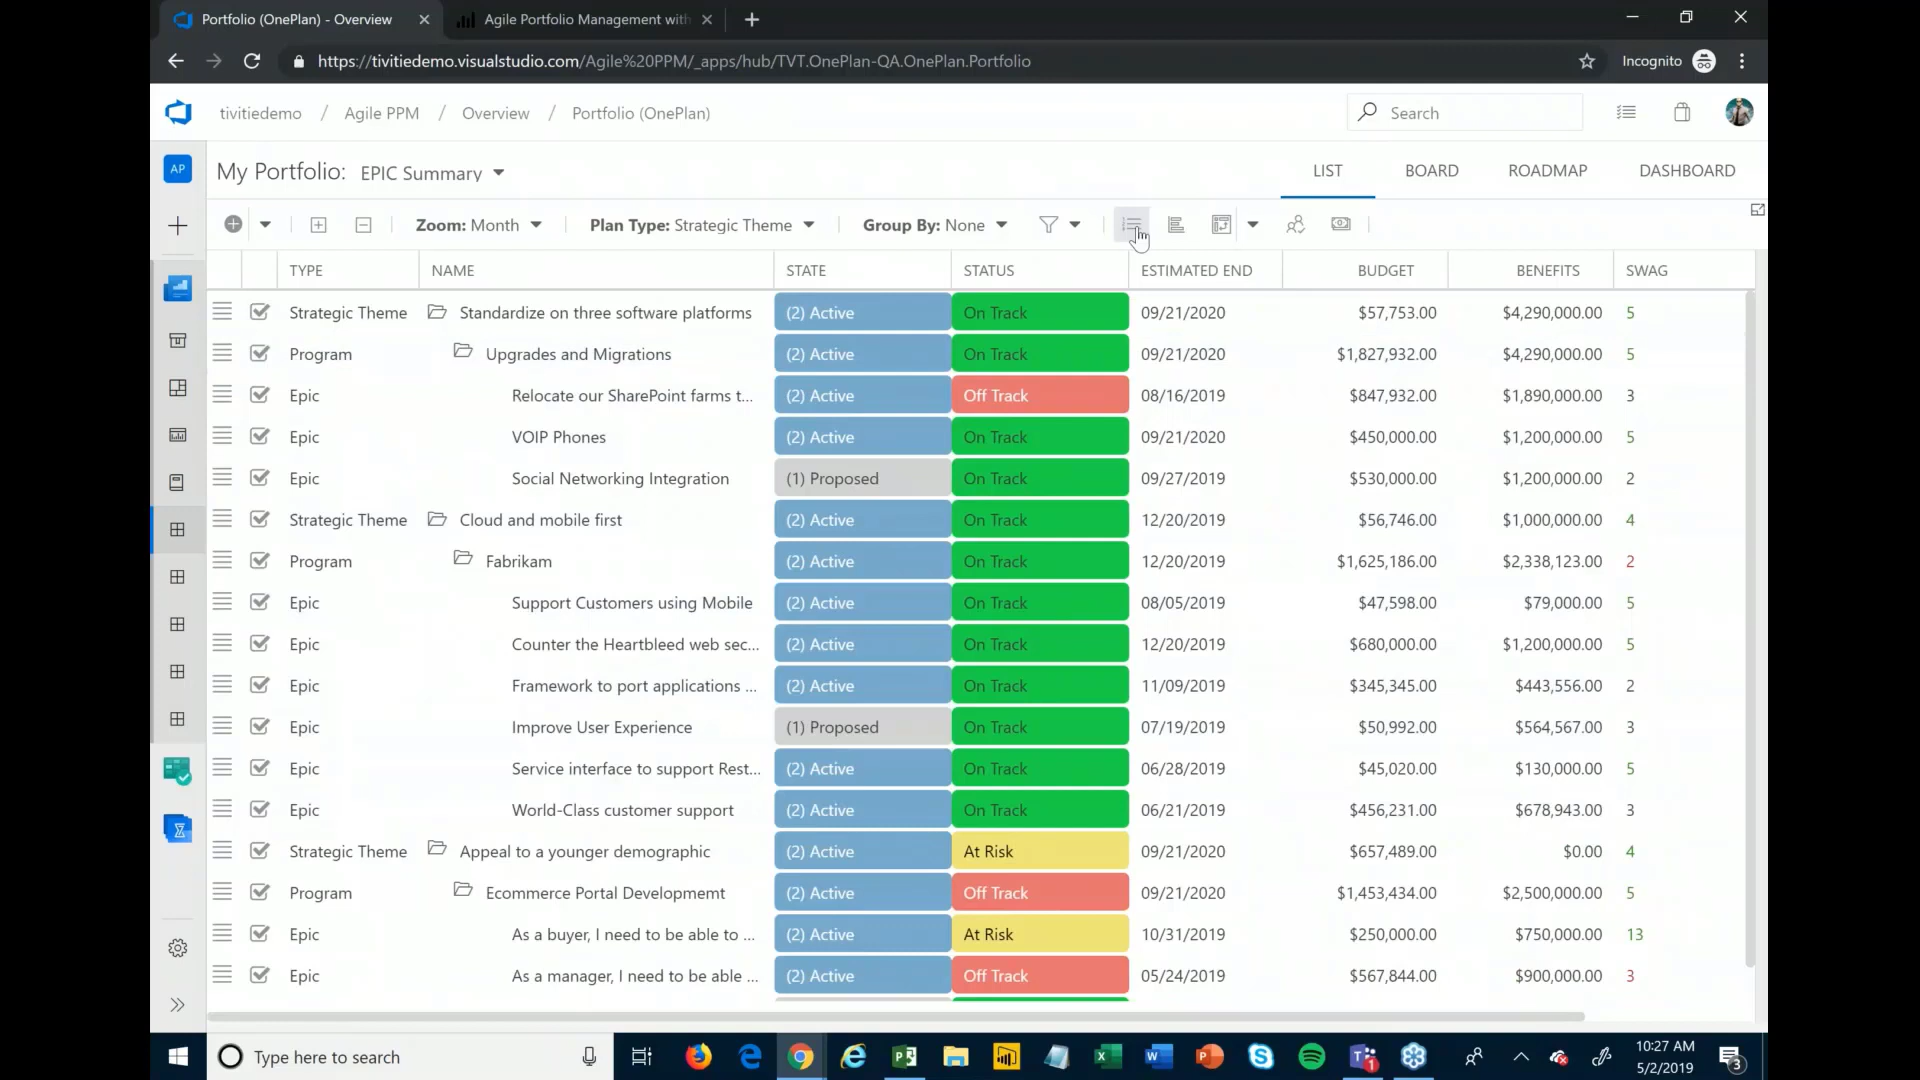 Portfolio (OnePlan) - Overview
Agile Portfolio Management with
https://tivitiedemo.visualstudio.com/Agile%20PPM/_apps/hub/TVT.OnePlan-QA.OnePlan.Portfolio
Incognito
tivitiedemo / Agile PPM / Overview / Portfolio (OnePlan)
Search
AP
My Portfolio: EPIC Summary
LIST BOARD ROADMAP DASHBOARD
Zoom: Month Plan Type: Strategic Theme Group By: None
TYPE NAME STATE STATUS ESTIMATED END BUDGET BENEFITS SWAG
Strategic Theme Standardize on three software platforms (2) Active On Track 09/21/2020 $57,753.00 $4,290,000.00 5
Program Upgrades and Migrations (2) Active On Track 09/21/2020 $1,827,932.00 $4,290,000.00 5
Epic Relocate our SharePoint farms t... (2) Active Off Track 08/16/2019 $847,932.00 $1,890,000.00 3
Epic VOIP Phones (2) Active On Track 09/21/2020 $450,000.00 $1,200,000.00 5
Epic Social Networking Integration (1) Proposed On Track 09/27/2019 $530,000.00 $1,200,000.00 2
Strategic Theme Cloud and mobile first (2) Active On Track 12/20/2019 $56,746.00 $1,000,000.00 4
Program Fabrikam (2) Active On Track 12/20/2019 $1,625,186.00 $2,338,123.00 2
Epic Support Customers using Mobile (2) Active On Track 08/05/2019 $47,598.00 $79,000.00 5
Epic Counter the Heartbleed web sec... (2) Active On Track 12/20/2019 $680,000.00 $1,200,000.00 5
Epic Framework to port applications ... (2) Active On Track 11/09/2019 $345,345.00 $443,556.00 2
Epic Improve User Experience (1) Proposed On Track 07/19/2019 $50,992.00 $564,567.00 3
Epic Service interface to support Rest... (2) Active On Track 06/28/2019 $45,020.00 $130,000.00 5
Epic World-Class customer support (2) Active On Track 06/21/2019 $456,231.00 $678,943.00 3
Strategic Theme Appeal to a younger demographic (2) Active At Risk 09/21/2020 $657,489.00 $0.00 4
Program Ecommerce Portal Developmemt (2) Active Off Track 09/21/2020 $1,453,434.00 $2,500,000.00 5
Epic As a buyer, I need to be able to ... (2) Active At Risk 10/31/2019 $250,000.00 $750,000.00 13
Epic As a manager, I need to be able ... (2) Active Off Track 05/24/2019 $567,844.00 $900,000.00 3
Type here to search
10:27 AM
5/2/2019
3